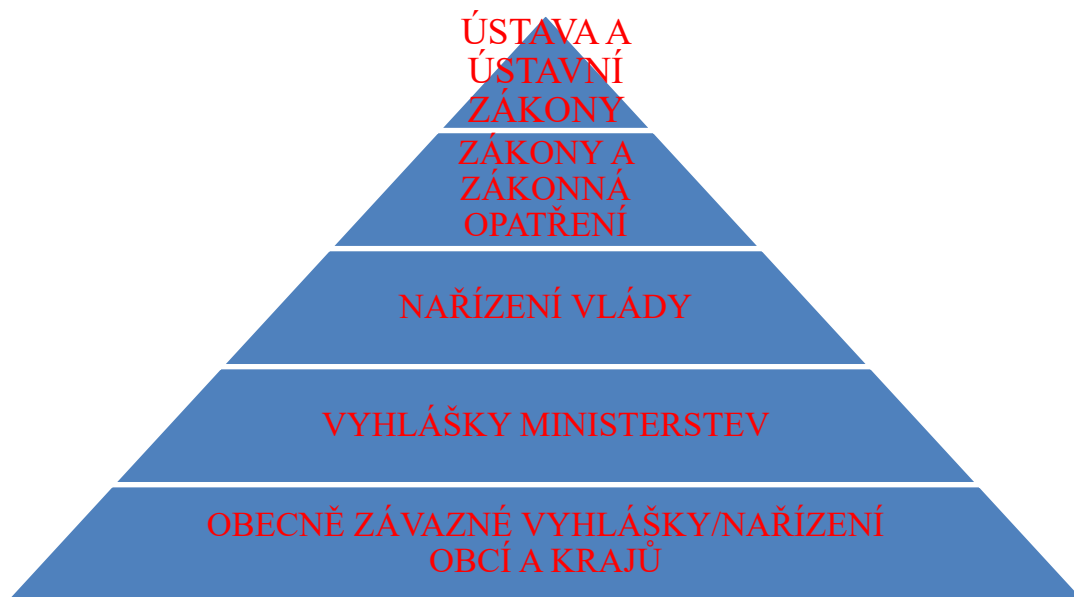 ÚSTAVA A
ÚSTAVNÍ
ZÁKONY
ZÁKONY A
ZÁKONNÁ
OPATŘENÍ
NAŘÍZENÍ VLÁDY
VYHLÁŠKY MINISTERSTEV
OBECNĚ ZÁVAZNÉ VYHLÁŠKY/NAŘÍZENÍ
OBCÍ A KRAJŮ